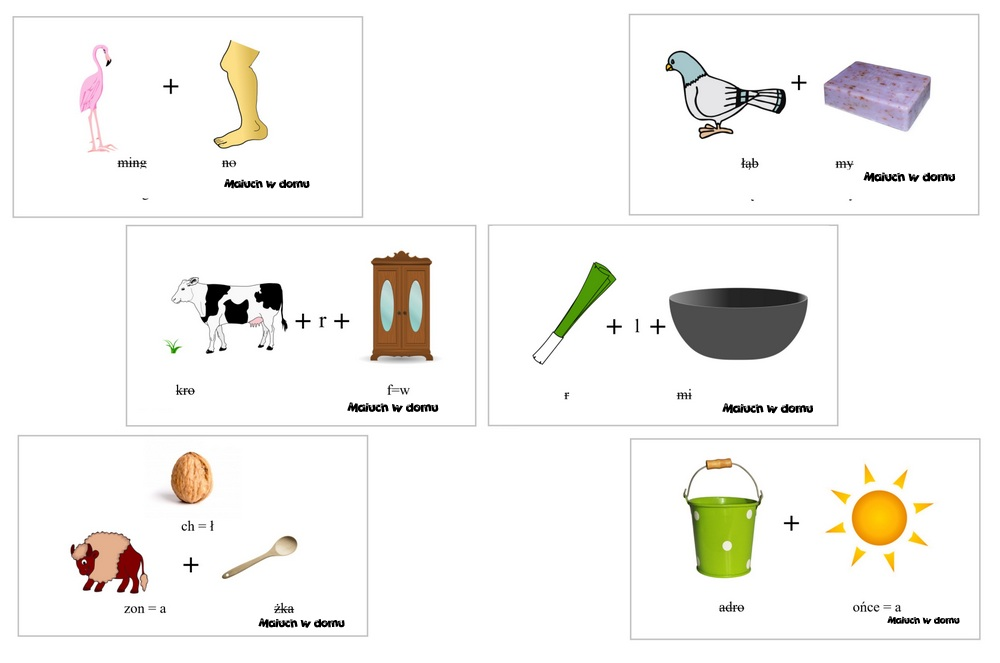 +
ming no
Maluch w domu
+
łąb my
Maluch w domu
+ r +
kro f=w
Maluch w domu
+ l +
r mi
Maluch w domu
ch = ł
+
zon = a żka
Maluch w domu
+
adro ońce = a
Maluch w domu